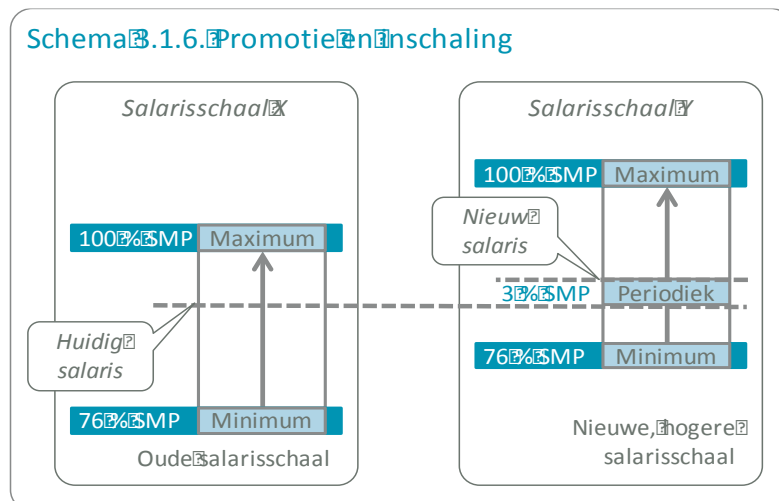 Schema 3.1.6. Promotie en inschaling
Salarisschaal X
100 % SMP Maximum
Huidig
salaris
76 % SMP Minimum
Oude salarisschaal
Salarisschaal Y
100 % SMP Maximum
Nieuw
salaris
3 % SMP Periodiek
76 % SMP Minimum
Nieuwe, hogere
salarisschaal